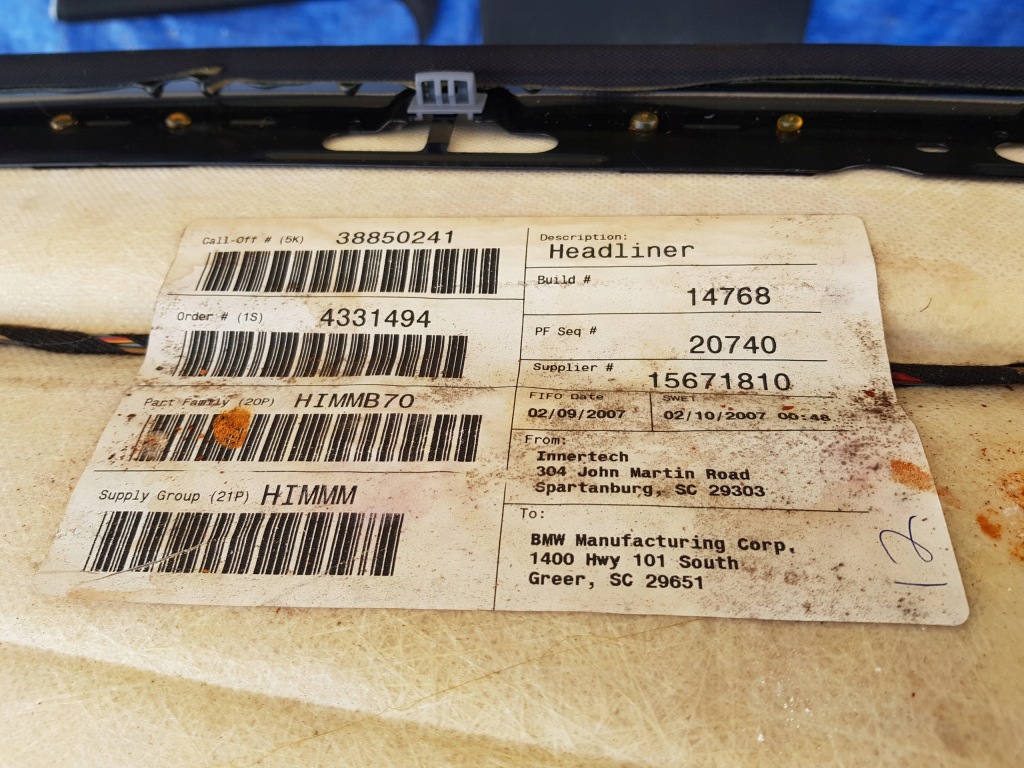 Call-Off # (5K) 38850241
Order # (1S) 4331494
Part Family (20P) HIMMB70
Supply Group (21P) HIMMM
Description:
Headliner
Build #
14768
PF Seq #
20740
Supplier #
15671810
FIFO Date
02/09/2007
SWET
02/10/2007 00:48
From:
Innertech
304 John Martin Road
Spartanburg, SC 29303
To:
BMW Manufacturing Corp.
1400 Hwy 101 South
Greer, SC 29651